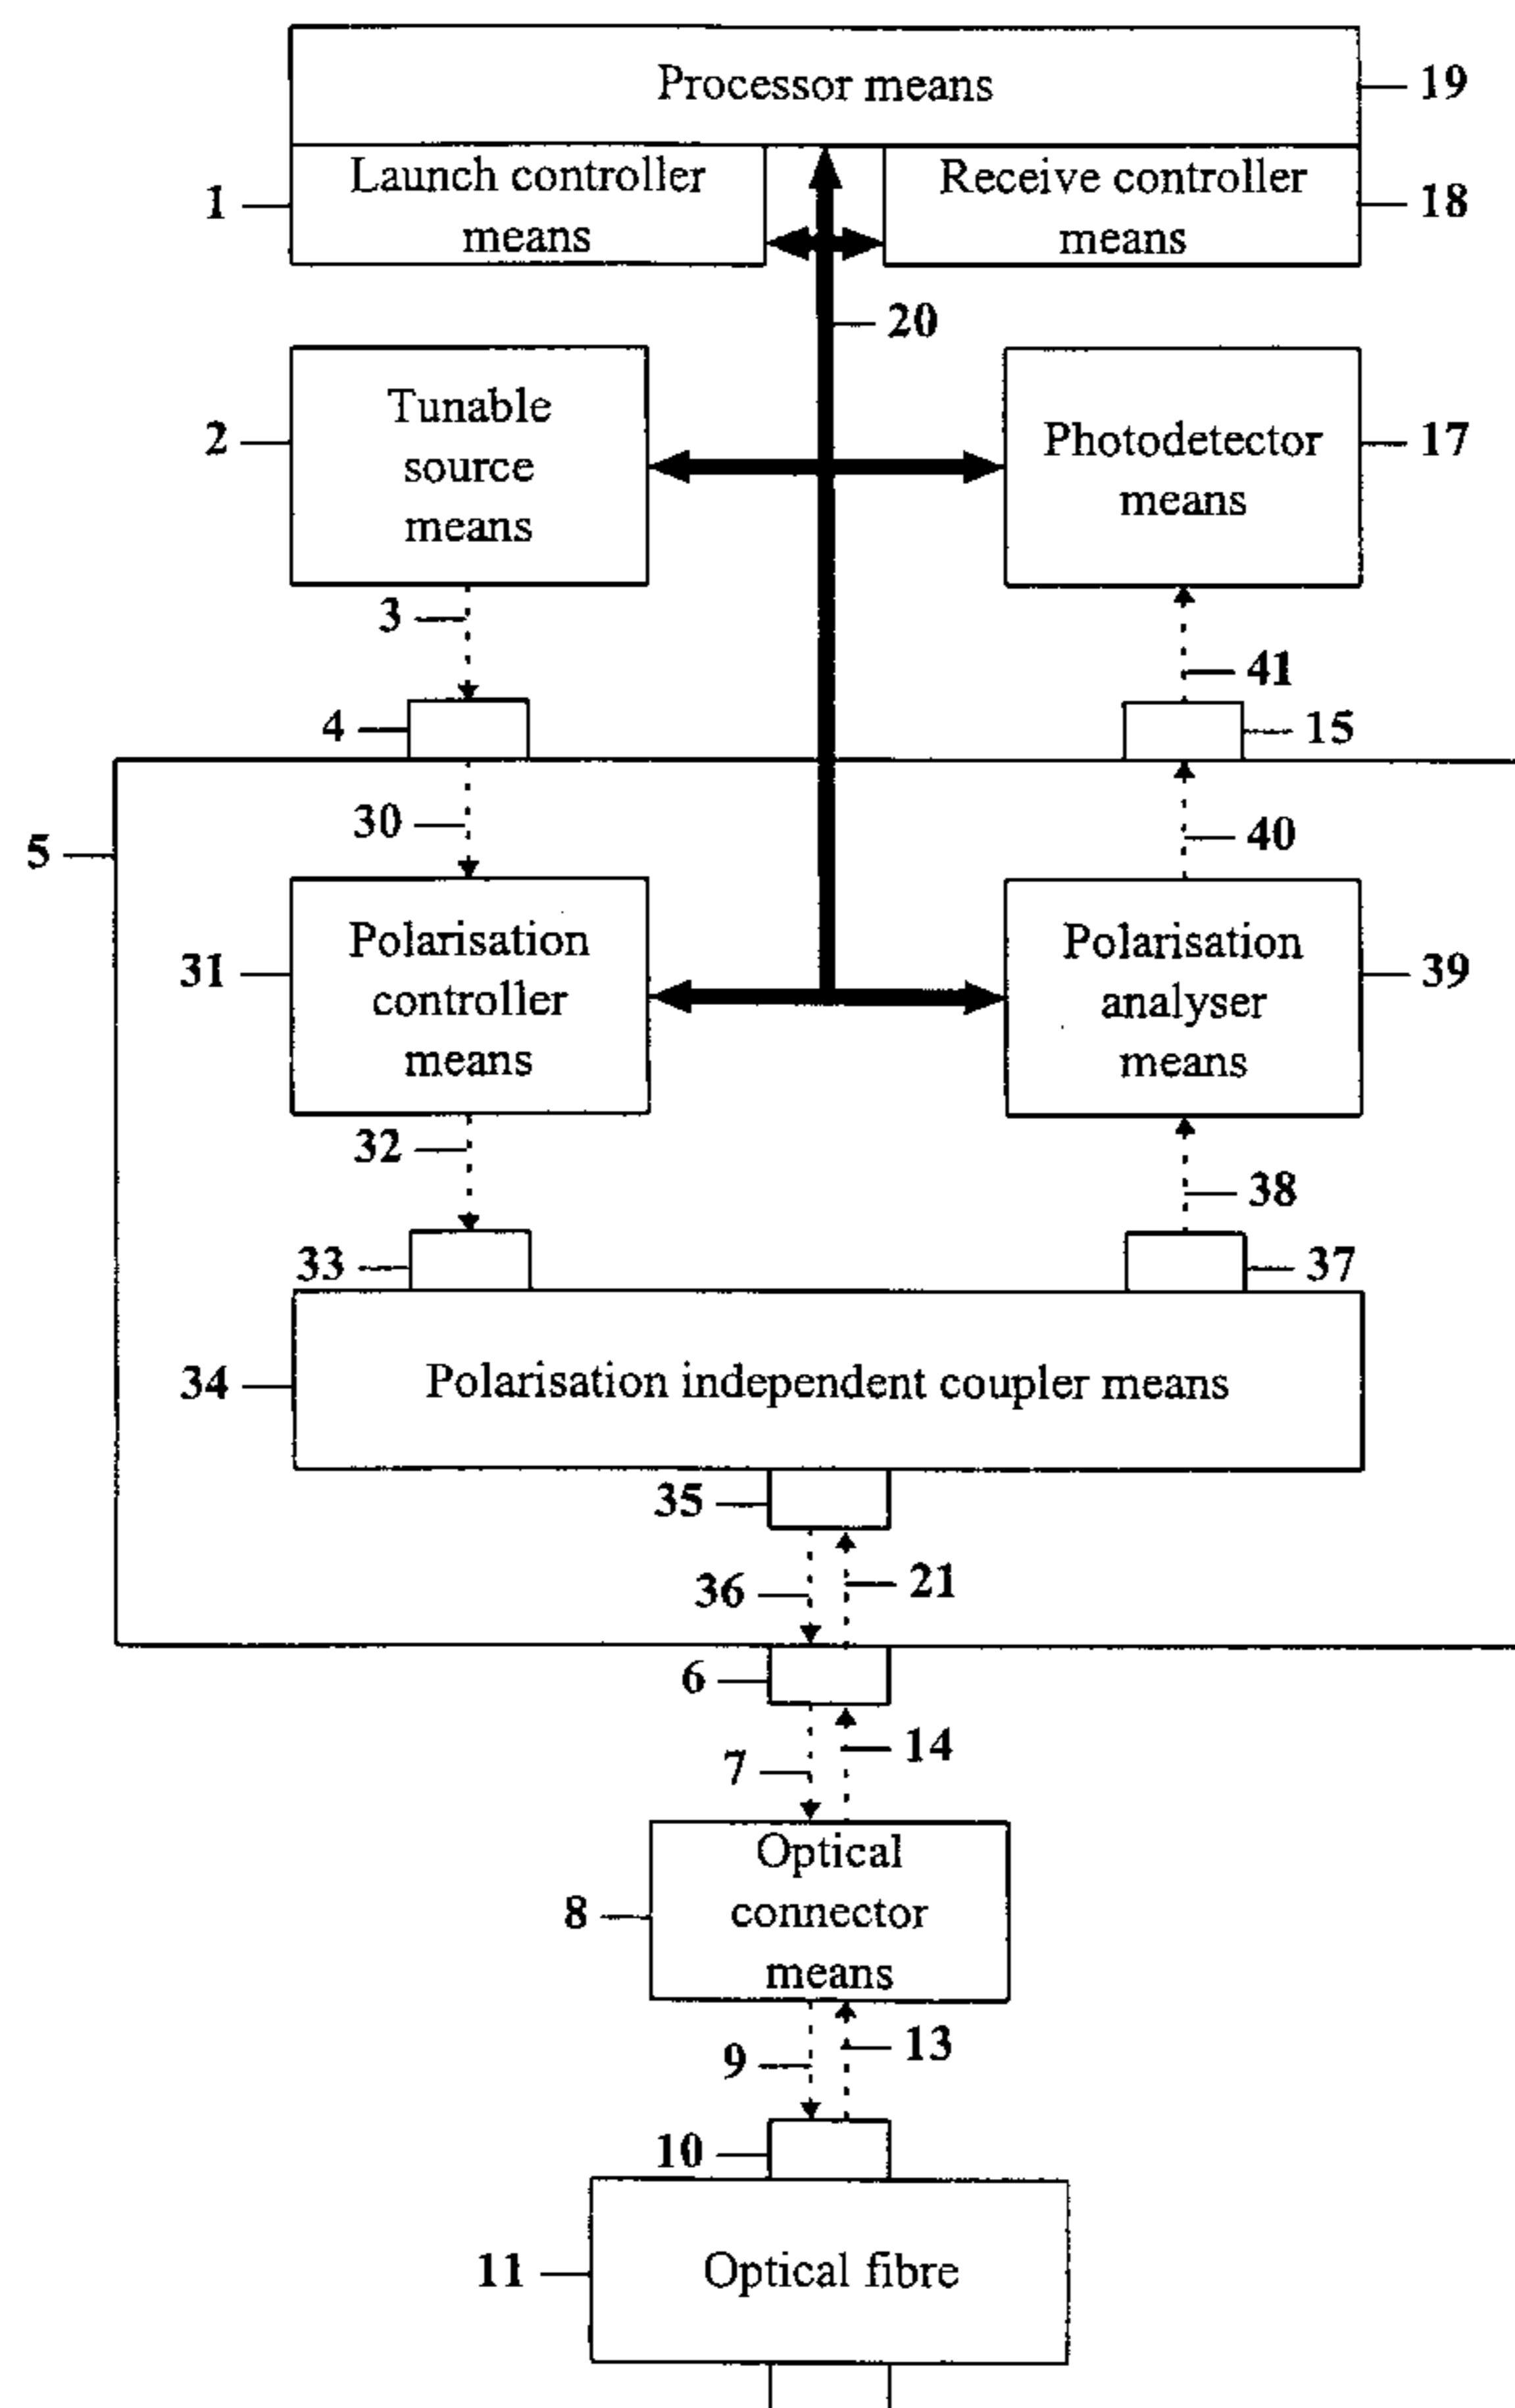 Processor means
19
Launch controller
means
1
Receive controller
means
18
20
Tunable
source
means
2
Photodetector
means
17
3
41
4
15
5
30
40
Polarisation
controller
means
31
Polarisation
analyser
means
39
32
38
33
37
34
Polarisation independent coupler means
35
36
21
6
7
14
Optical
connector
means
8
9
13
10
11
Optical fibre